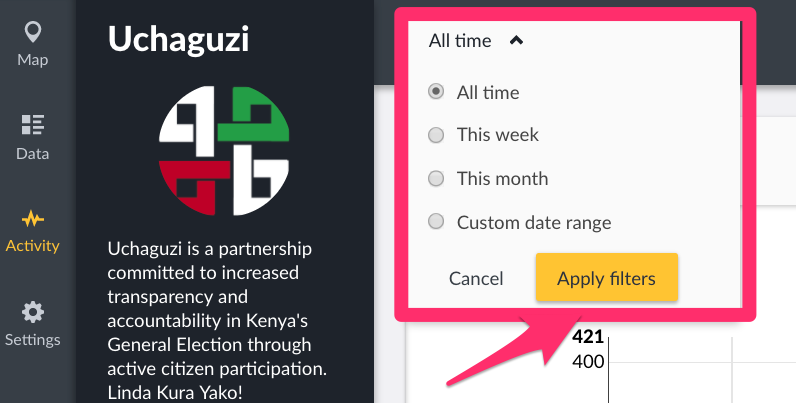 Map
Data
Activity
Settings
Uchaguzi
Uchaguzi is a partnership
committed to increased
transparency and
accountability in Kenya's
General Election through
active citizen participation.
Linda Kura Yako!
All time
All time
This week
This month
Custom date range
Cancel
Apply filters
421
400